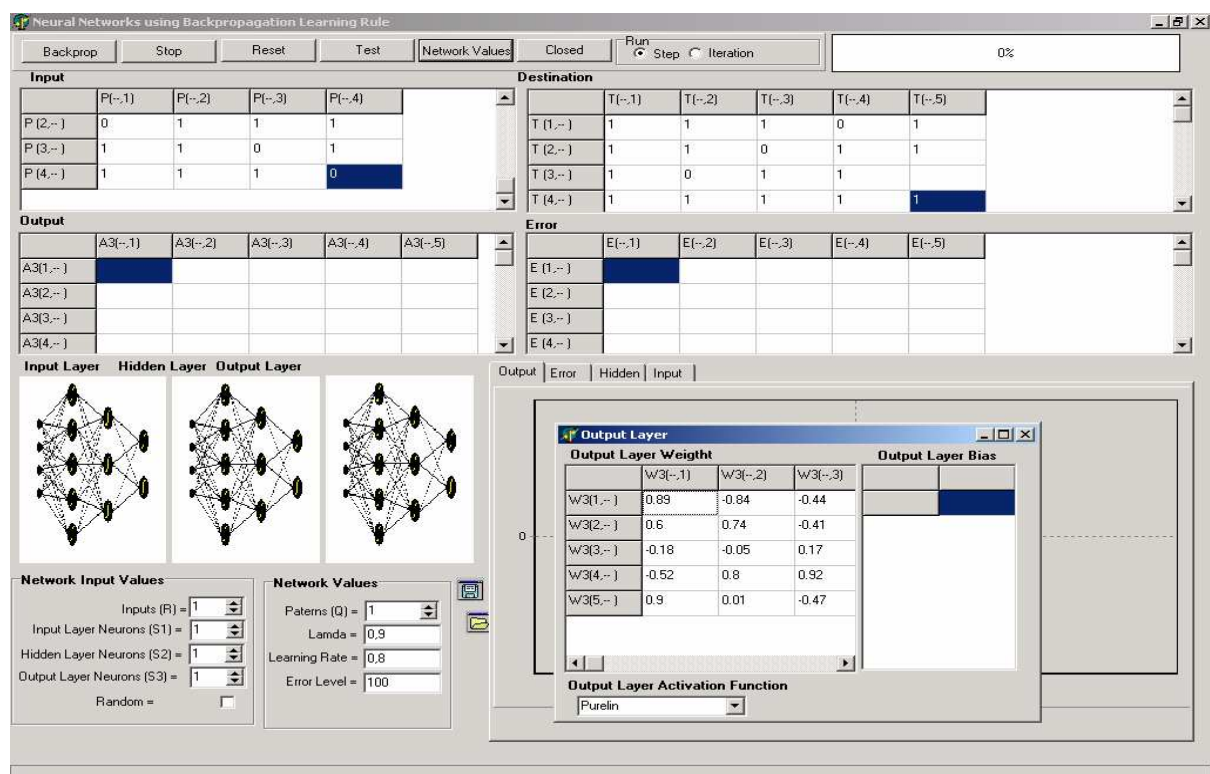 Neural Networks using Backpropagation Learning Rule
Backprop Stop Reset Test Network Values Closed Run Step Iteration 0%
Input
P(--,1) P(--,2) P(--,3) P(--,4)
P (2,-- ) 0 1 1 1
P (3,-- ) 1 1 0 1
P (4,-- ) 1 1 1 0
Destination
T(--,1) T(--,2) T(--,3) T(--,4) T(--,5)
T (1,-- ) 1 1 1 0 1
T (2,-- ) 1 1 0 1 1
T (3,-- ) 1 0 1 1
T (4,-- ) 1 1 1 1 1
Output
A3(--,1) A3(--,2) A3(--,3) A3(--,4) A3(--,5)
A3(1,-- )
A3(2,-- )
A3(3,-- )
A3(4,-- )
Error
E(--,1) E(--,2) E(--,3) E(--,4) E(--,5)
E (1,-- )
E (2,-- )
E (3,-- )
E (4,-- )
Input Layer Hidden Layer Output Layer
Output Error Hidden Input
0
Output Layer
Output Layer Weigtht
W3(--,1) W3(--,2) W3(--,3)
W3(1,-- ) 0.89 -0.84 -0.44
W3(2,-- ) 0.6 0.74 -0.41
W3(3,-- ) -0.18 -0.05 0.17
W3(4,-- ) -0.52 0.8 0.92
W3(5,-- ) 0.9 0.01 -0.47
Output Layer Bias
Output Layer Activation Function
Purelin
Network Input Values
Inputs (R) = 1
Input Layer Neurons (S1) = 1
Hidden Layer Neurons (S2) = 1
Output Layer Neurons (S3) = 1
Random =
Network Values
Paterns (Q) = 1
Lamda = 0,9
Learning Rate = 0,8
Error Level = 100